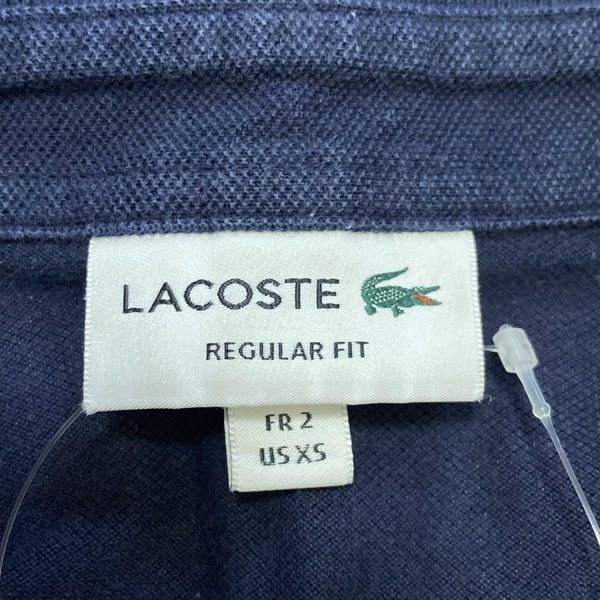 LACOSTE
REGULAR FIT
FR 2
US XS